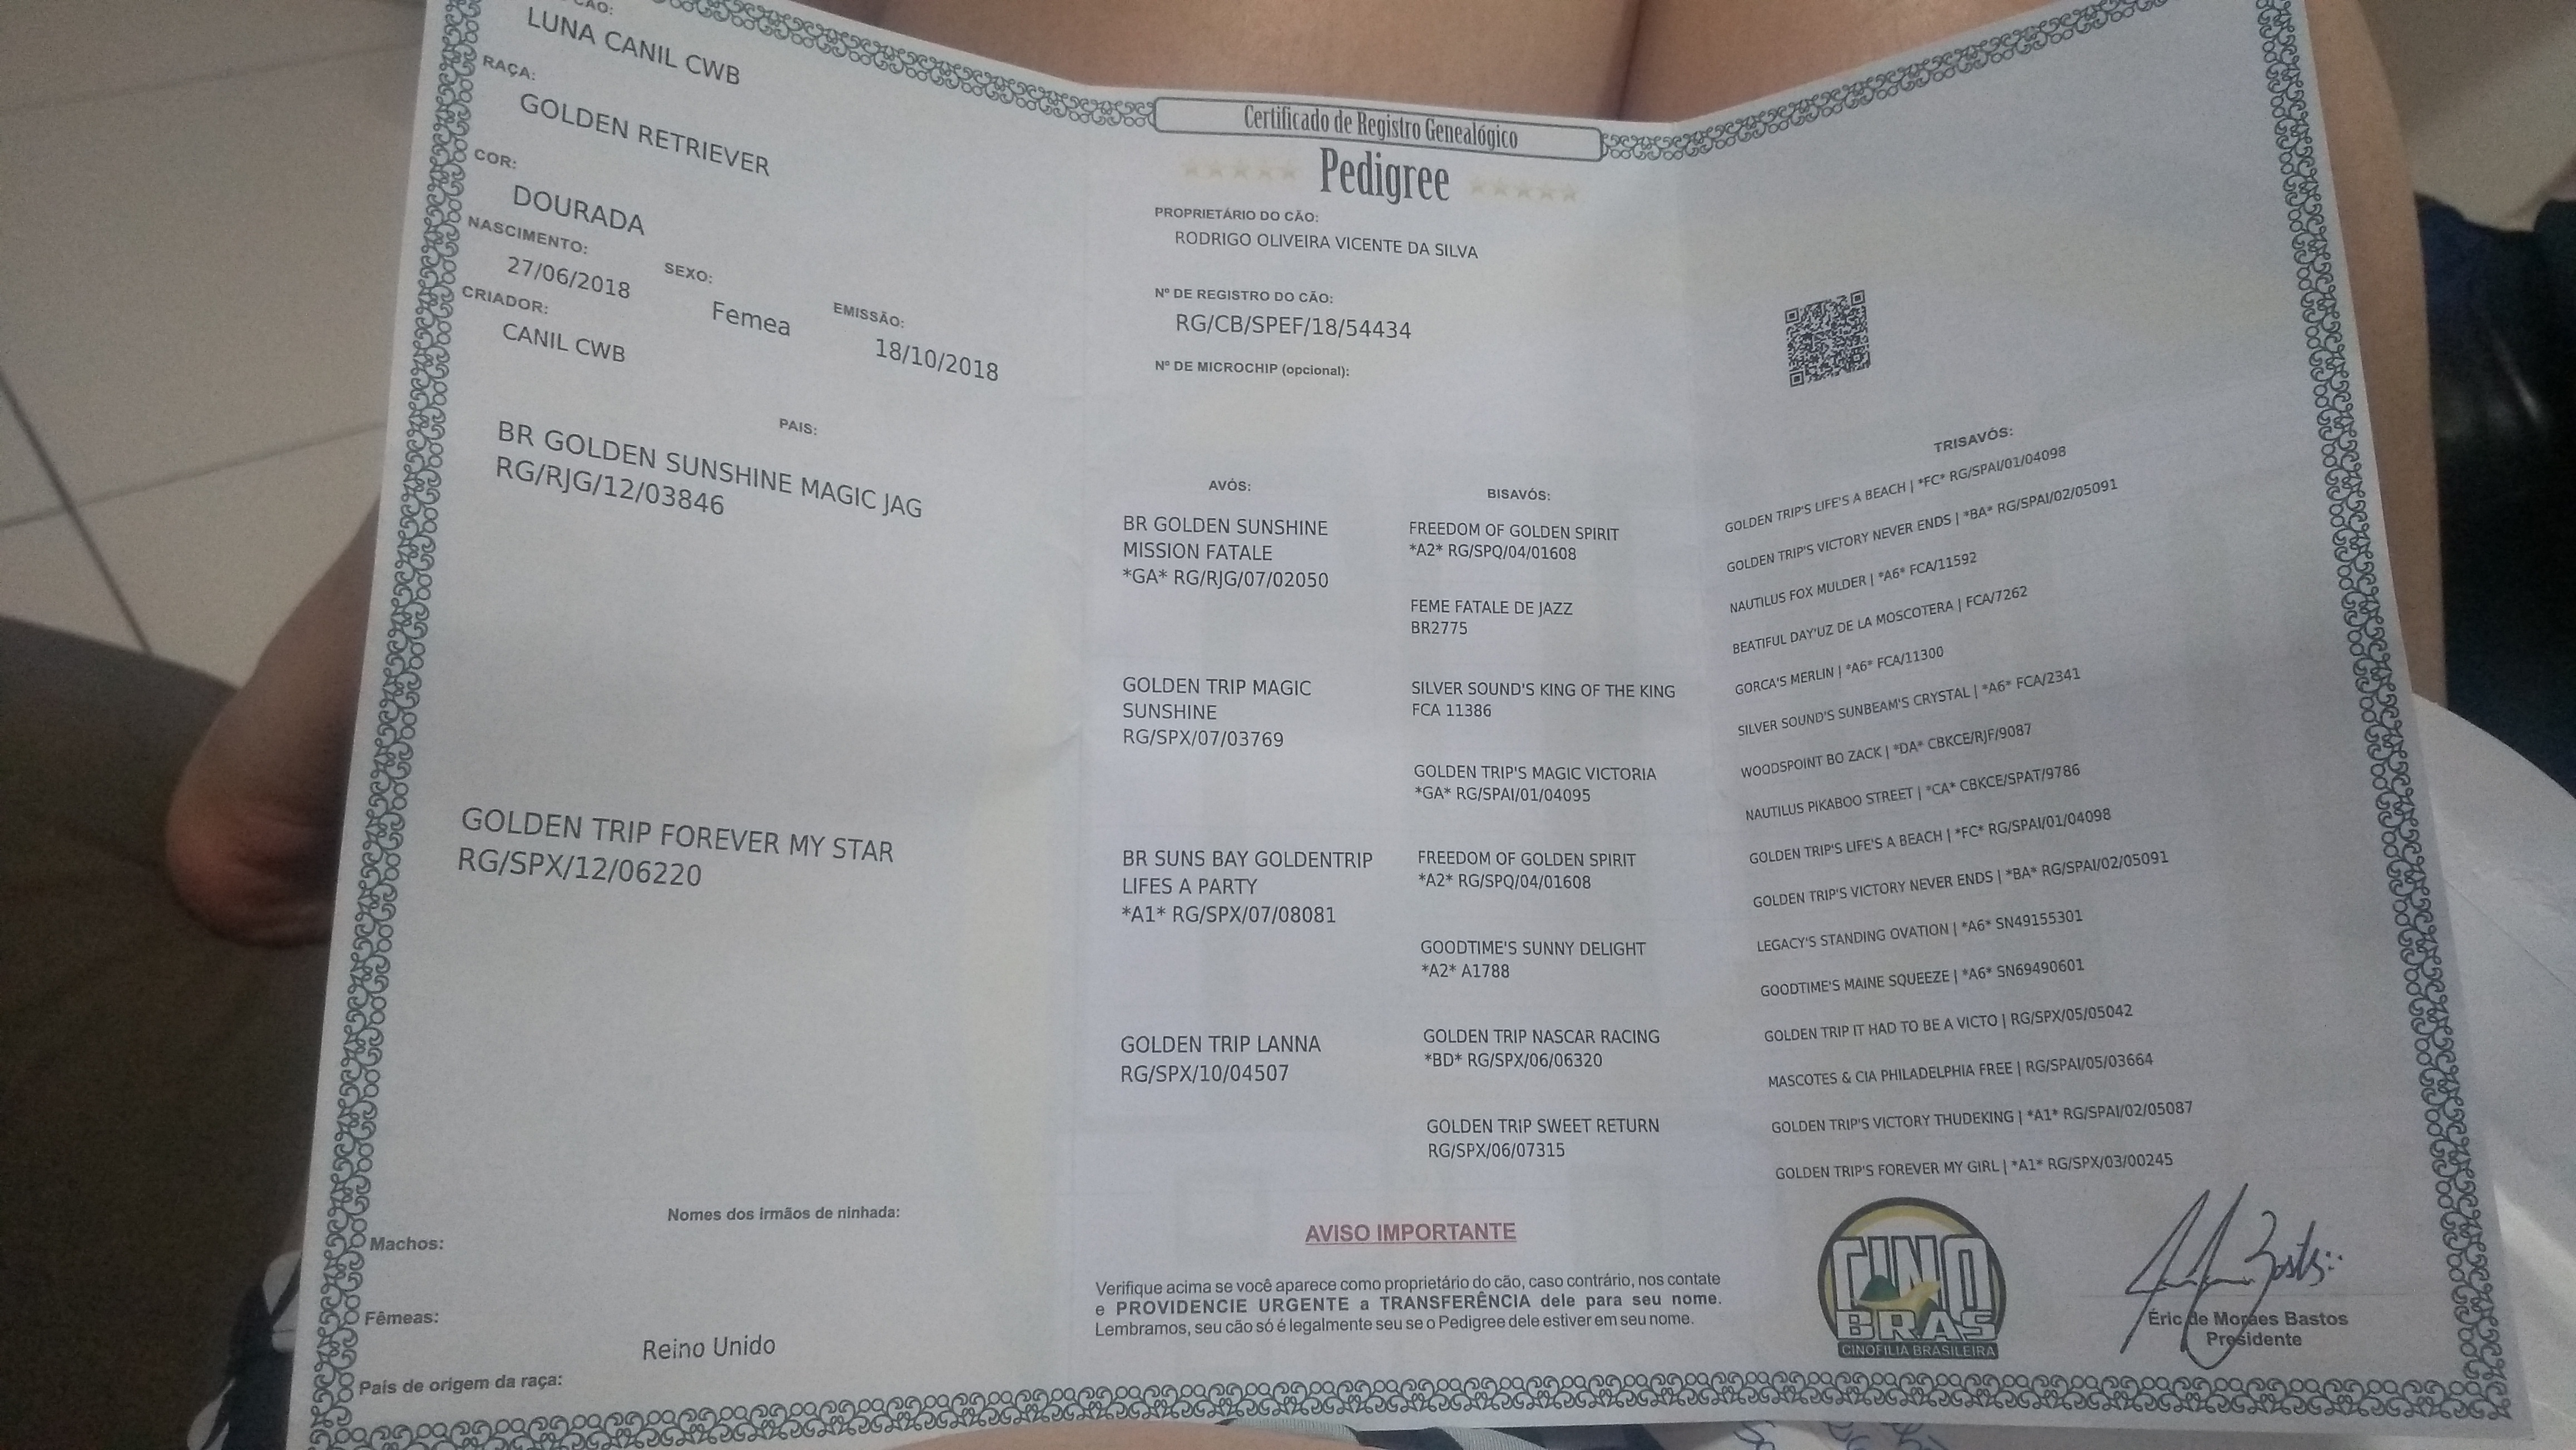 CÃO:
LUNA CANIL CWB
RAÇA:
GOLDEN RETRIEVER
COR:
DOURADA
NASCIMENTO:
27/06/2018
SEXO:
Femea
EMISSÃO:
18/10/2018
CRIADOR:
CANIL CWB
PAIS:
BR GOLDEN SUNSHINE MAGIC JAG
RG/RJG/12/03846
GOLDEN TRIP FOREVER MY STAR
RG/SPX/12/06220
Nomes dos irmãos de ninhada:
Machos:
Fêmeas:
Reino Unido
País de origem da raça:
Certificado de Registro Genealógico
Pedigree
PROPRIETÁRIO DO CÃO:
RODRIGO OLIVEIRA VICENTE DA SILVA
Nº DE REGISTRO DO CÃO:
RG/CB/SPEF/18/54434
Nº DE MICROCHIP (opcional):
AVÓS:
BR GOLDEN SUNSHINE
MISSION FATALE
*GA* RG/RJG/07/02050
GOLDEN TRIP MAGIC
SUNSHINE
RG/SPX/07/03769
BR SUNS BAY GOLDENTRIP
LIFES A PARTY
*A1* RG/SPX/07/08081
GOLDEN TRIP LANNA
RG/SPX/10/04507
BISAVÓS:
FREEDOM OF GOLDEN SPIRIT
*A2* RG/SPQ/04/01608
FEME FATALE DE JAZZ
BR2775
SILVER SOUND'S KING OF THE KING
FCA 11386
GOLDEN TRIP'S MAGIC VICTORIA
*GA* RG/SPAI/01/04095
FREEDOM OF GOLDEN SPIRIT
*A2* RG/SPQ/04/01608
GOODTIME'S SUNNY DELIGHT
*A2* A1788
GOLDEN TRIP NASCAR RACING
*BD* RG/SPX/06/06320
GOLDEN TRIP SWEET RETURN
RG/SPX/06/07315
TRISAVÓS:
GOLDEN TRIP'S LIFE'S A BEACH | *FC* RG/SPAI/01/04098
GOLDEN TRIP'S VICTORY NEVER ENDS | *BA* RG/SPAI/02/05091
NAUTILUS FOX MULDER | *A6* FCA/11592
BEATIFUL DAY'UZ DE LA MOSCOTERA | FCA/7262
GORCA'S MERLIN | *A6* FCA/11300
SILVER SOUND'S SUNBEAM'S CRYSTAL | *A6* FCA/2341
WOODSPOINT BO ZACK | *DA* CBKCE/RJF/9087
NAUTILUS PIKABOO STREET | *CA* CBKCE/SPAT/9786
GOLDEN TRIP'S LIFE'S A BEACH | *FC* RG/SPAI/01/04098
GOLDEN TRIP'S VICTORY NEVER ENDS | *BA* RG/SPAI/02/05091
LEGACY'S STANDING OVATION | *A6* SN49155301
GOODTIME'S MAINE SQUEEZE | *A6* SN69490601
GOLDEN TRIP IT HAD TO BE A VICTO | RG/SPX/05/05042
MASCOTES & CIA PHILADELPHIA FREE | RG/SPAI/05/03664
GOLDEN TRIP'S VICTORY THUDEKING | *A1* RG/SPAI/02/05087
GOLDEN TRIP'S FOREVER MY GIRL | *A1* RG/SPX/03/00245
AVISO IMPORTANTE
Verifique acima se você aparece como proprietário do cão, caso contrário, nos contate
e PROVIDENCIE URGENTE a TRANSFERÊNCIA dele para seu nome.
Lembramos, seu cão só é legalmente seu se o Pedigree dele estiver em seu nome.
CINO
BRAS
CINOFILIA BRASILEIRA
Éric de Moraes Bastos
Presidente